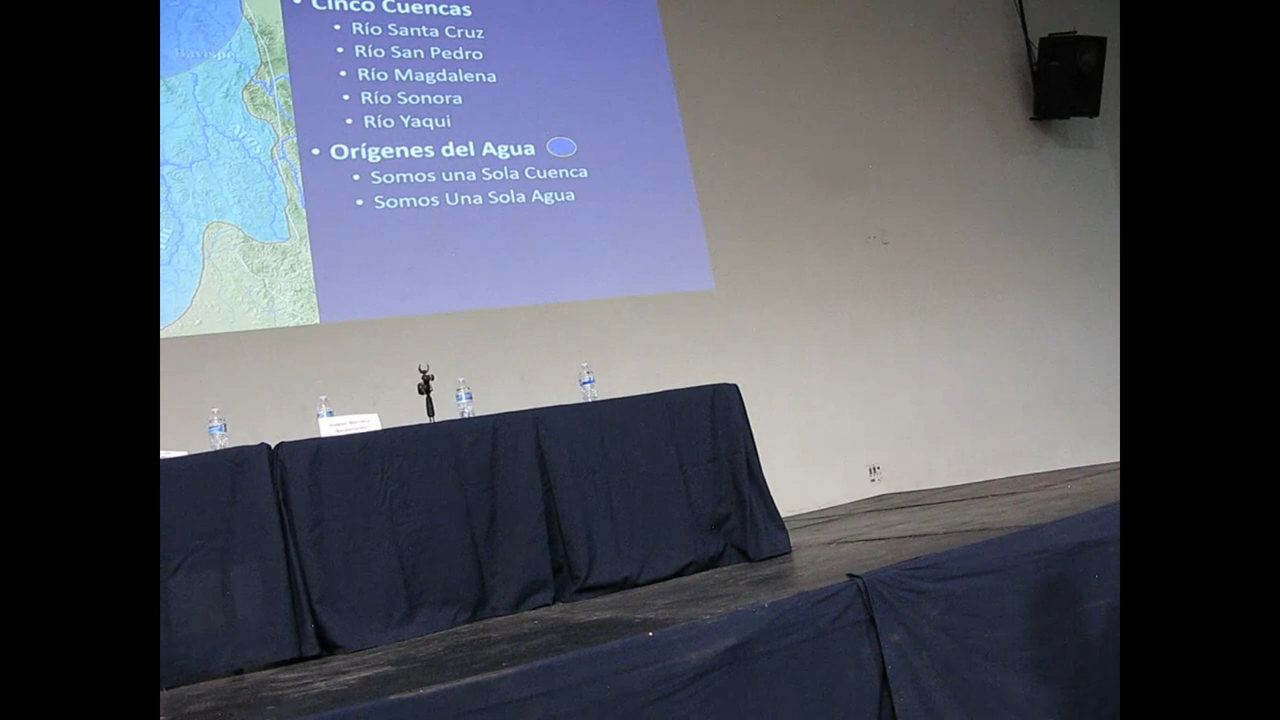 • Cinco Cuencas
• Río Santa Cruz
• Río San Pedro
• Río Magdalena
• Río Sonora
• Río Yaqui
• Orígenes del Agua
• Somos una Sola Cuenca
• Somos Una Sola Agua